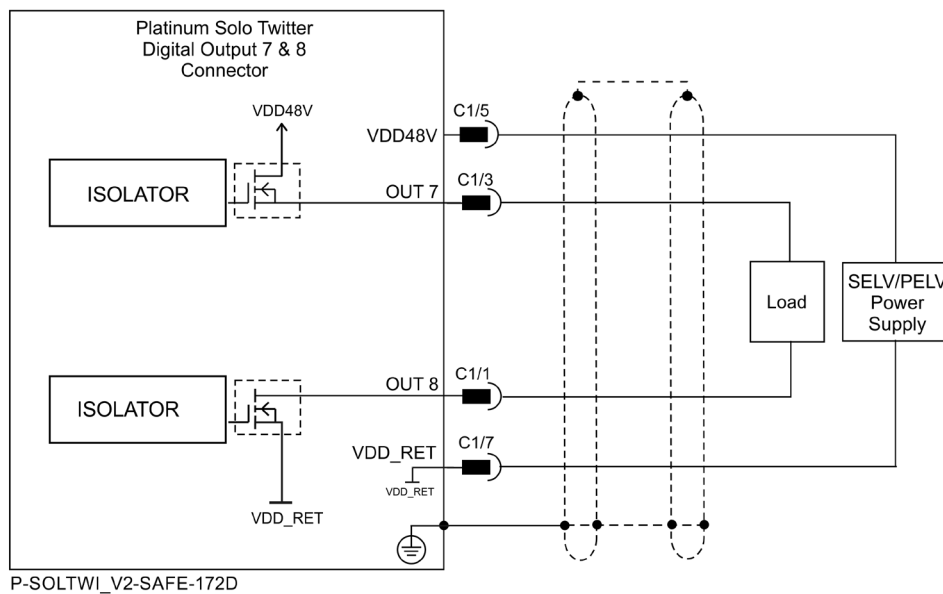 Platinum Solo Twitter
Digital Output 7 & 8
Connector
VDD48V
VDD48V
C1/5
ISOLATOR
OUT 7
C1/3
Load
SELV/PELV
Power
Supply
ISOLATOR
OUT 8
C1/1
VDD_RET
C1/7
VDD_RET
VDD_RET
P-SOLTWI_V2-SAFE-172D